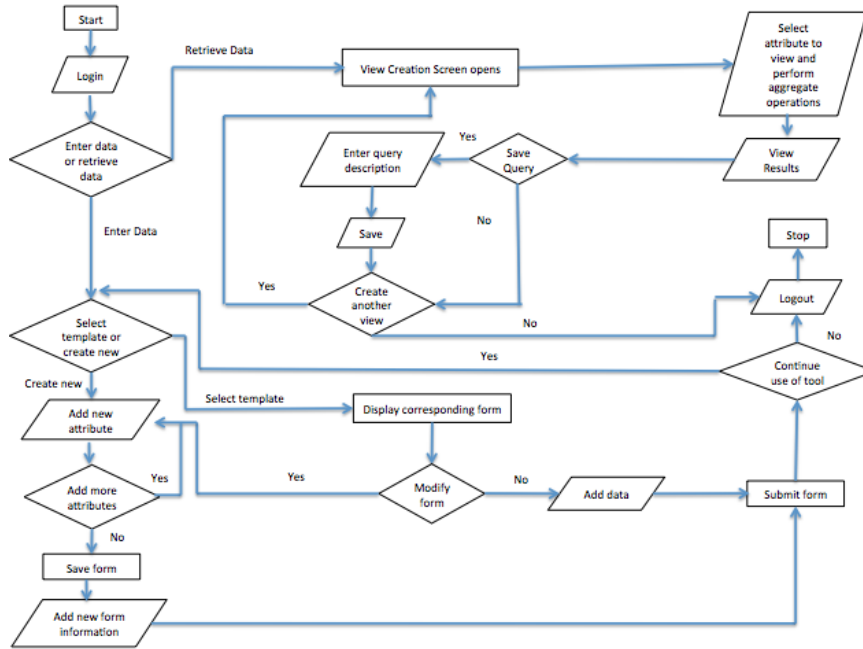 Start
Retrieve Data
Login
View Creation Screen opens
Select
attribute to
view and
perform
aggregate
operations
Enter data
or retrieve
data
Yes
Enter query
description
Save
Query
View
Results
Enter Data
No
Save
Stop
Yes
Create
another
view
Logout
No
No
Select
template or
create new
Yes
Continue
use of tool
Create new
Select template
Add new
attribute
Display corresponding form
Yes
Yes
Add more
attributes
Modify
form
No
Add data
Submit form
No
Save form
Add new form
information